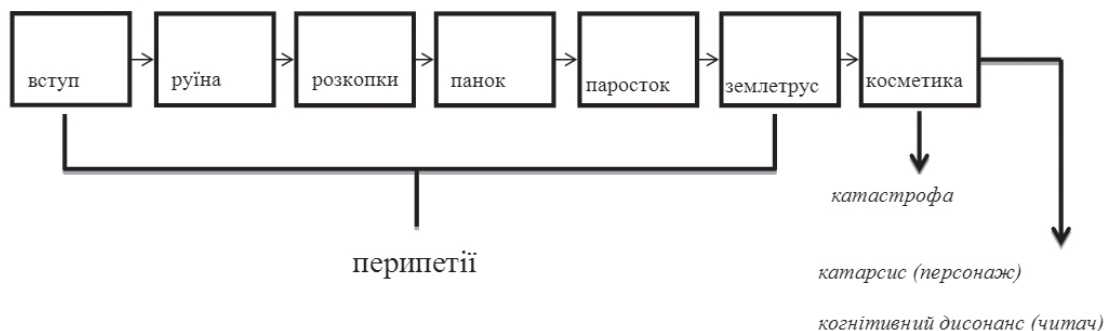 вступ
руїна
розкопки
панок
паросток
землетрус
косметика
катастрофа
перипетії
катарсис (персонаж)
когнітивний дисонанс (читач)